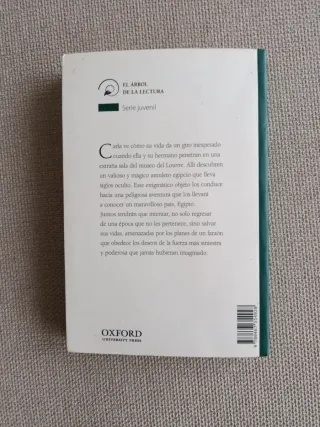 EL ÁRBOL
DE LA LECTURA
Serie juvenil
Carla ve cómo su vida da un giro inesperado
cuando ella y su hermano penetran en una
extraña sala del museo del Louvre. Allí descubren
un valioso y mágico amuleto egipcio que lleva
siglos oculto. Este enigmático objeto los conduce
hacia una peligrosa aventura que los llevará
a conocer un maravilloso país, Egipto.
Juntos tendrán que intentar, no solo regresar
de una época que no les pertenece, sino salvar
sus vidas, amenazadas por los planes de un faraón
que obedece los deseos de la fuerza más siniestra
y poderosa que jamás hubieran imaginado.
OXFORD
UNIVERSITY PRESS